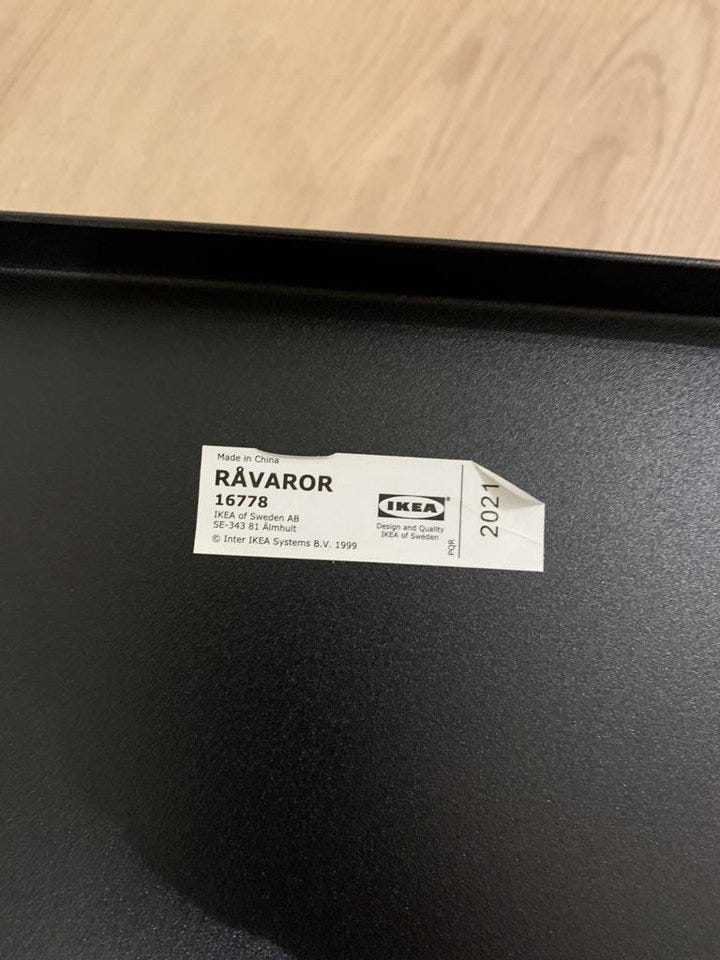 Made in China
RÅVAROR
16778
IKEA of Sweden AB
SE-343 81 Älmhult
© Inter IKEA Systems B.V. 1999
IKEA®
Design and Quality
IKEA of Sweden
PQR
2021